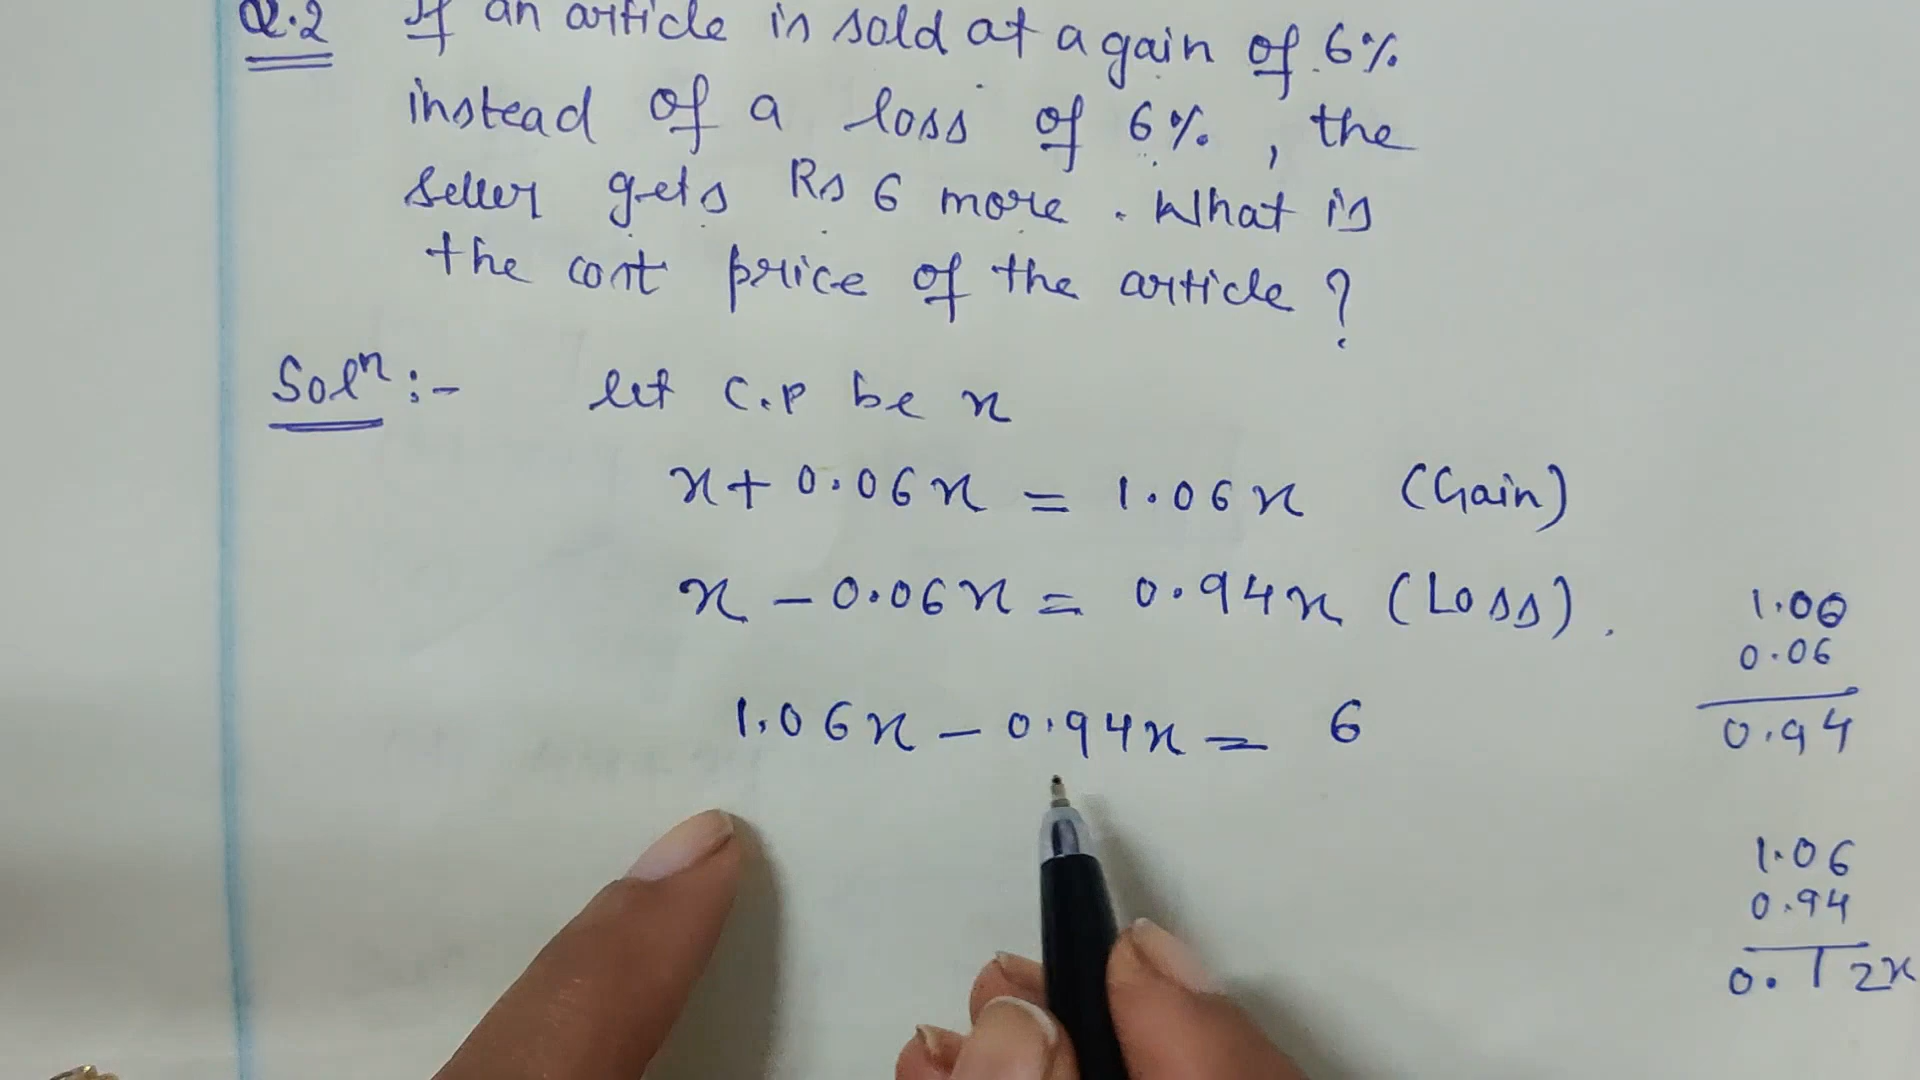 Q.2 If an article is sold at a gain of 6%
instead of a loss of 6%, the
seller gets Rs 6 more. What is
the cost price of the article?
Solⁿ :- let C.P be x
x + 0.06x = 1.06x (Gain)
x - 0.06x = 0.94x (Loss).
1.06x - 0.94x = 6
1.00
0.06
0.94
1.06
0.94
0.12x